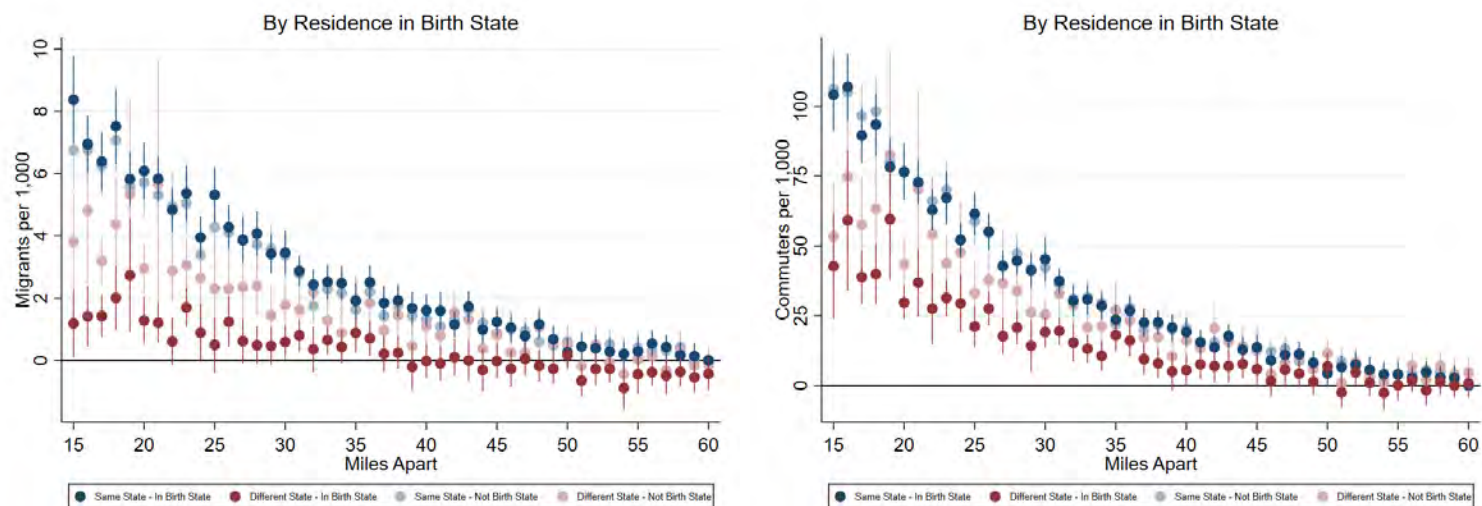 By Residence in Birth State
Migrants per 1,000
10
8
6
4
2
0
15 20 25 30 35 40 45 50 55 60
Miles Apart
Same State - In Birth State Different State - In Birth State Same State - Not Birth State Different State - Not Birth State
By Residence in Birth State
Commuters per 1,000
100
75
50
25
0
15 20 25 30 35 40 45 50 55 60
Miles Apart
Same State - In Birth State Different State - In Birth State Same State - Not Birth State Different State - Not Birth State